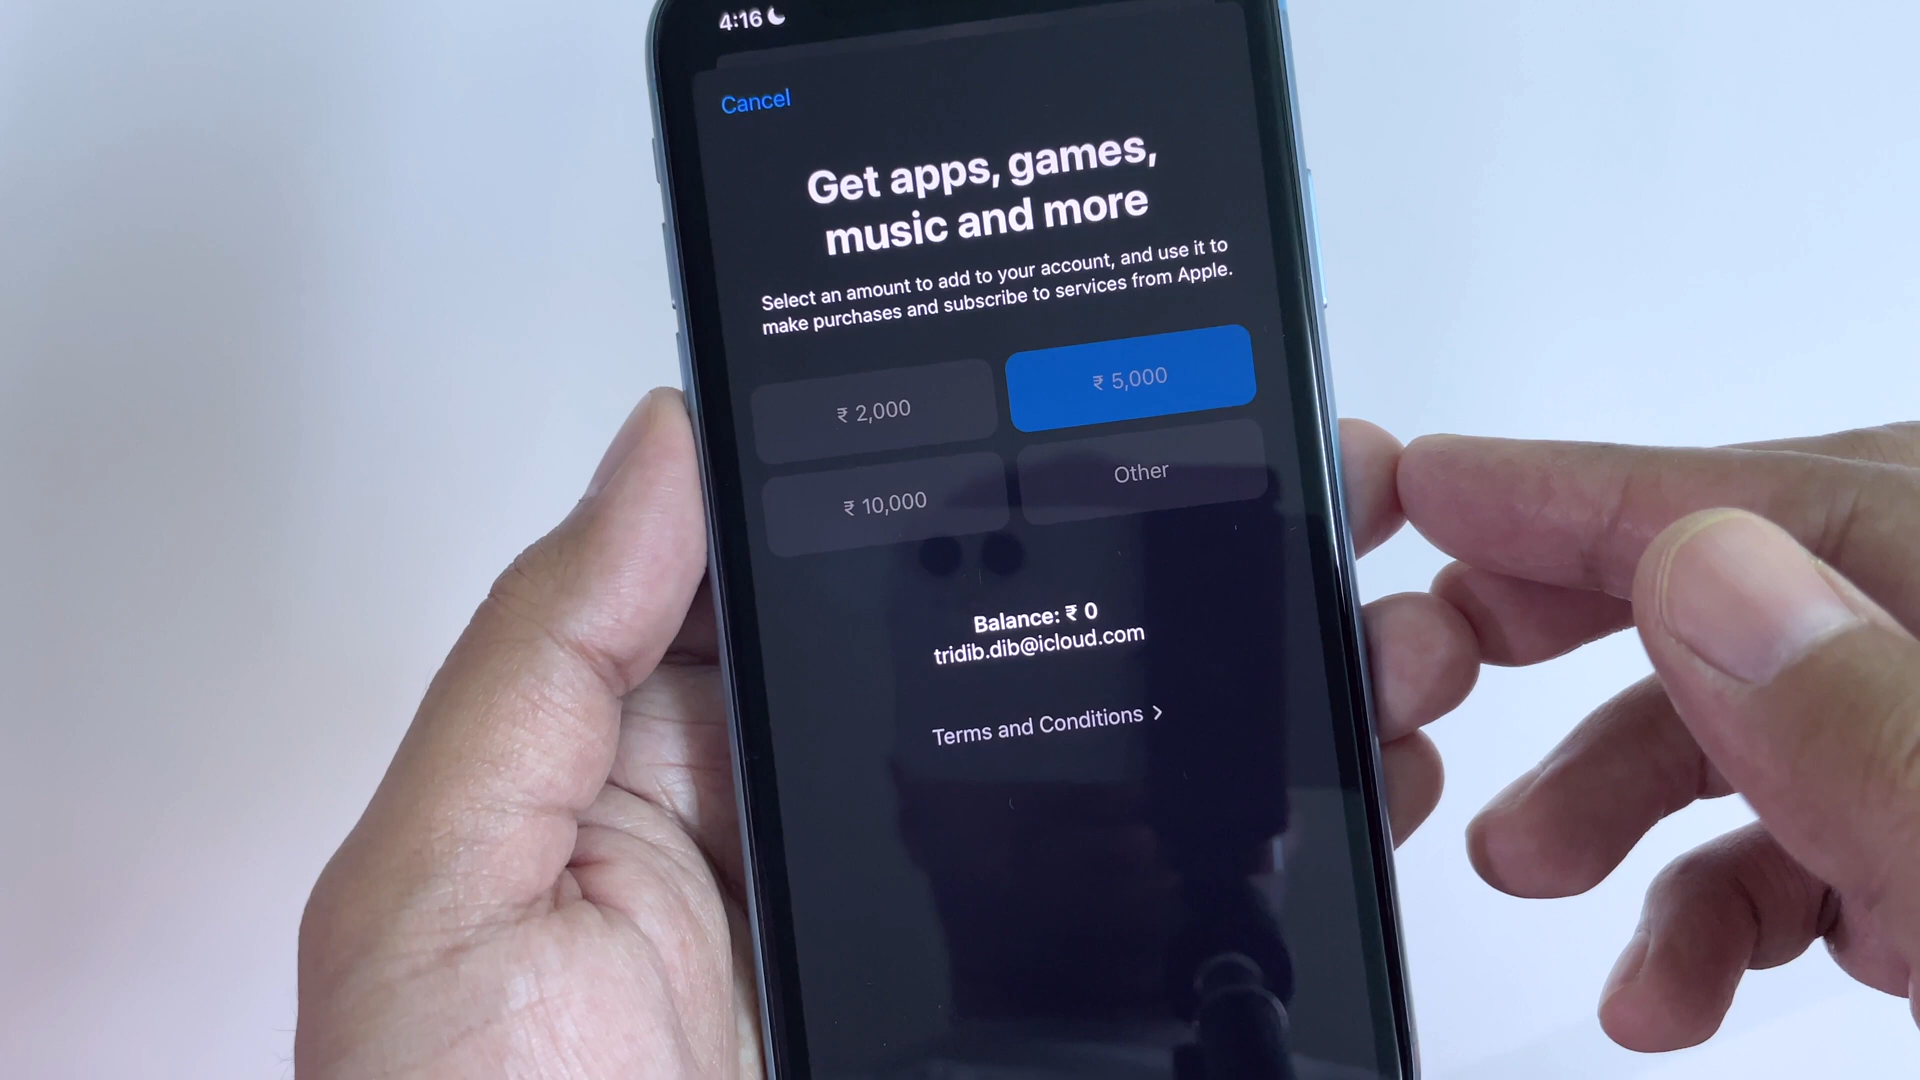 4:16
Cancel
Get apps, games,
music and more
Select an amount to add to your account, and use it to
make purchases and subscribe to services from Apple.
₹ 2,000
₹ 5,000
₹ 10,000
Other
Balance: ₹ 0
tridib.dib@icloud.com
Terms and Conditions >